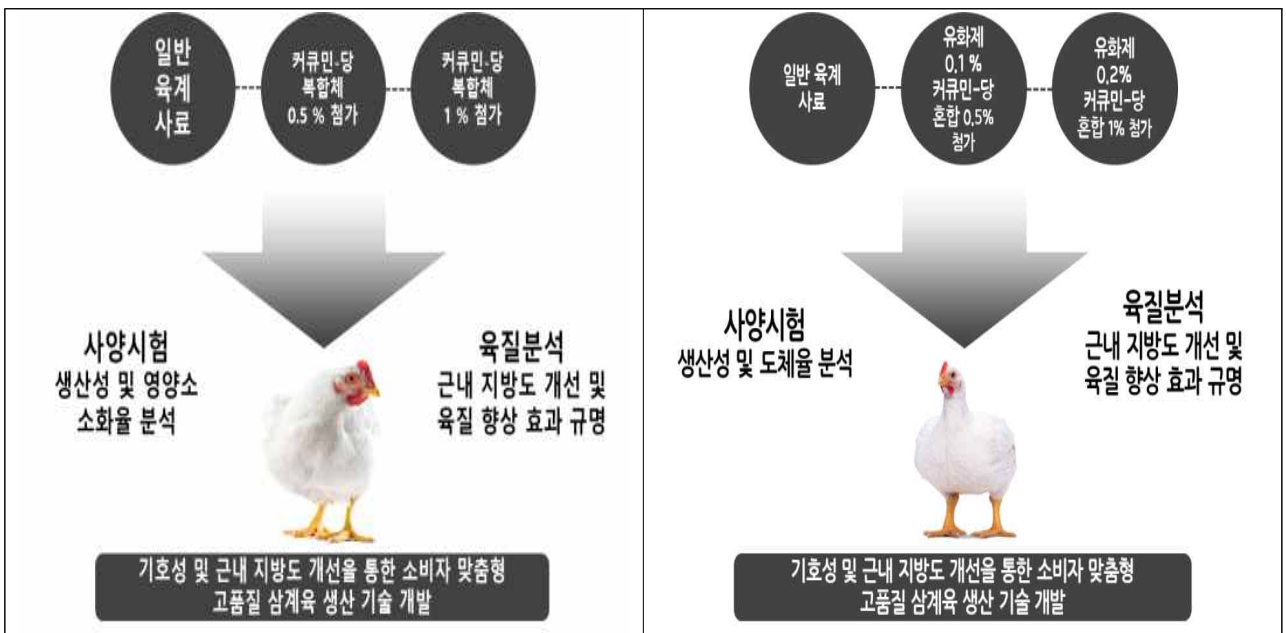 일반
육계
사료
커큐민-당
복합체
0.5 % 첨가
커큐민-당
복합체
1 % 첨가
사양시험
생산성 및 영양소
소화율 분석
육질분석
근내 지방도 개선 및
육질 향상 효과 규명
기호성 및 근내 지방도 개선을 통한 소비자 맞춤형
고품질 삼계육 생산 기술 개발
일반 육계
사료
유화제
0.1 %
커큐민-당
혼합 0.5%
첨가
유화제
0.2%
커큐민-당
혼합 1% 첨가
사양시험
생산성 및 도체율 분석
육질분석
근내 지방도 개선 및
육질 향상 효과 규명
기호성 및 근내 지방도 개선을 통한 소비자 맞춤형
고품질 삼계육 생산 기술 개발